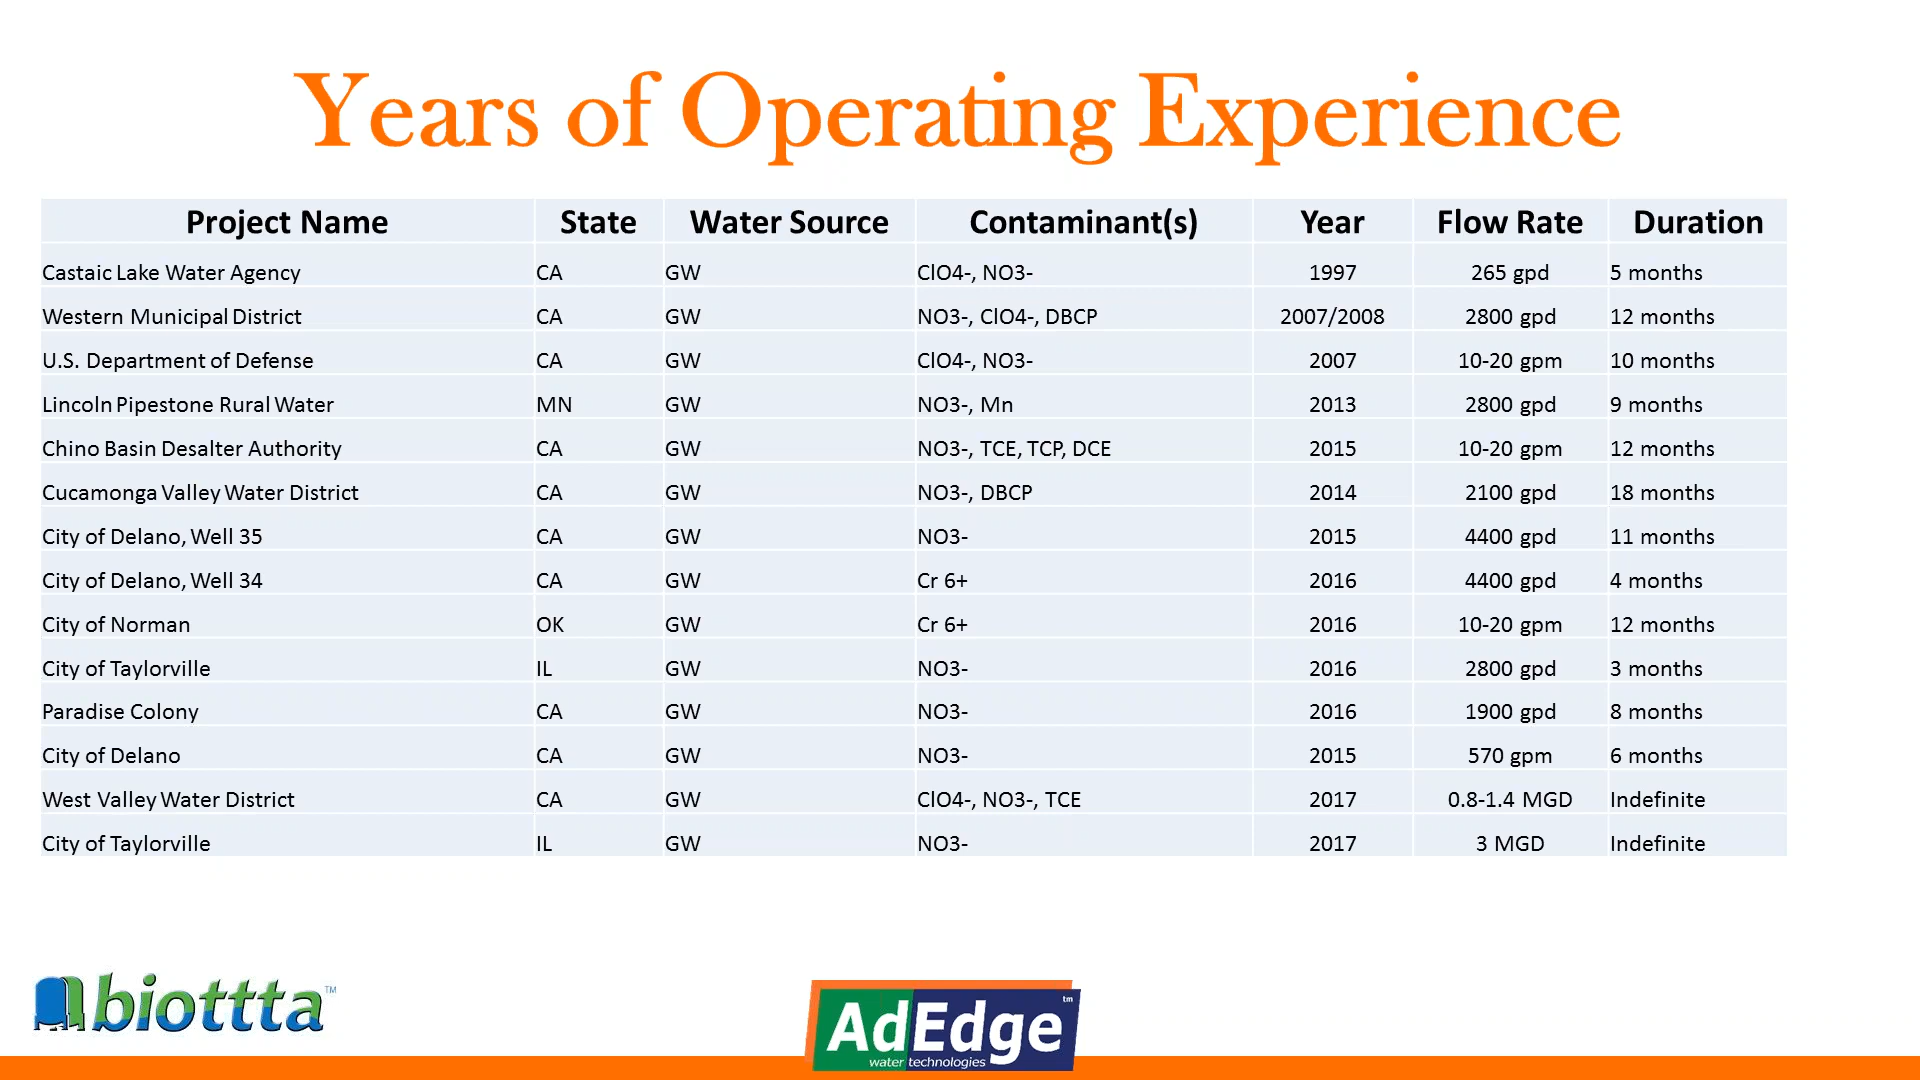 Years of Operating Experience
Project Name State Water Source Contaminant(s) Year Flow Rate Duration
Castaic Lake Water Agency CA GW ClO4-, NO3- 1997 265 gpd 5 months
Western Municipal District CA GW NO3-, ClO4-, DBCP 2007/2008 2800 gpd 12 months
U.S. Department of Defense CA GW ClO4-, NO3- 2007 10-20 gpm 10 months
Lincoln Pipestone Rural Water MN GW NO3-, Mn 2013 2800 gpd 9 months
Chino Basin Desalter Authority CA GW NO3-, TCE, TCP, DCE 2015 10-20 gpm 12 months
Cucamonga Valley Water District CA GW NO3-, DBCP 2014 2100 gpd 18 months
City of Delano, Well 35 CA GW NO3- 2015 4400 gpd 11 months
City of Delano, Well 34 CA GW Cr 6+ 2016 4400 gpd 4 months
City of Norman OK GW Cr 6+ 2016 10-20 gpm 12 months
City of Taylorville IL GW NO3- 2016 2800 gpd 3 months
Paradise Colony CA GW NO3- 2016 1900 gpd 8 months
City of Delano CA GW NO3- 2015 570 gpm 6 months
West Valley Water District CA GW ClO4-, NO3-, TCE 2017 0.8-1.4 MGD Indefinite
City of Taylorville IL GW NO3- 2017 3 MGD Indefinite
biottta™
AdEdge tm
water technologies